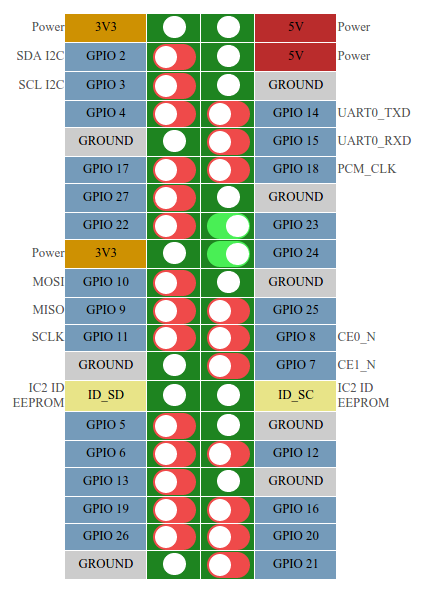 Power 3V3 5V Power
SDA I2C GPIO 2 5V Power
SCL I2C GPIO 3 GROUND
GPIO 4 GPIO 14 UART0_TXD
GROUND GPIO 15 UART0_RXD
GPIO 17 GPIO 18 PCM_CLK
GPIO 27 GROUND
GPIO 22 GPIO 23
Power 3V3 GPIO 24
MOSI GPIO 10 GROUND
MISO GPIO 9 GPIO 25
SCLK GPIO 11 GPIO 8 CE0_N
GROUND GPIO 7 CE1_N
IC2 ID ID_SD ID_SC IC2 ID
EEPROM EEPROM
GPIO 5 GROUND
GPIO 6 GPIO 12
GPIO 13 GROUND
GPIO 19 GPIO 16
GPIO 26 GPIO 20
GROUND GPIO 21